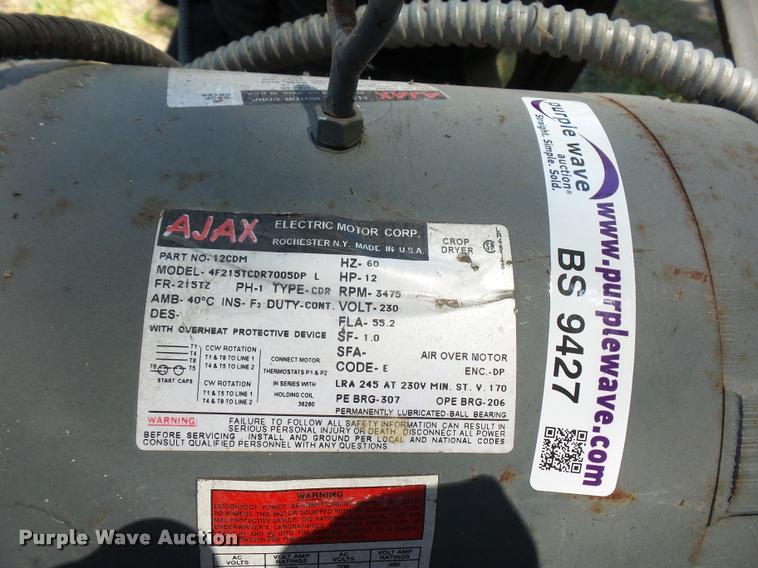 AJAX
AJAX ELECTRIC MOTOR CORP.
ROCHESTER N.Y. MADE IN U.S.A.
CROP DRYER
PART NO-12CDM HZ- 60
MODEL- 4F215TCDR7005DP L HP-12
FR-215TZ PH-1 TYPE-CDR RPM- 3475
AMB- 40°C INS- F3 DUTY-CONT. VOLT-230
DES- FLA- 55.2
WITH OVERHEAT PROTECTIVE DEVICE SF- 1.0
SFA- AIR OVER MOTOR
CODE- E ENC.-DP
T1 CCW ROTATION
T4 T1 & T8 TO LINE 1
T4 & T5 TO LINE 2
T8 T5 CW ROTATION
START CAPS T1 & T5 TO LINE 1
T4 & T8 TO LINE 2
CONNECT MOTOR
THERMOSTATS P1 & P2
IN SERIES WITH
HOLDING COIL
36260
LRA 245 AT 230V MIN. ST. V. 170
PE BRG-307 OPE BRG-206
PERMANENTLY LUBRICATED-BALL BEARING
WARNING: FAILURE TO FOLLOW ALL SAFETY INFORMATION CAN RESULT IN
SERIOUS PERSONAL INJURY OR DEATH. DISCONNECT ALL POWER
BEFORE SERVICING, INSTALL AND GROUND PER LOCAL AND NATIONAL CODES
CONSULT QUALIFIED PERSONNEL WITH ANY QUESTIONS
purple wave
auction®
Straight. Simple. Sold.
www.purplewave.com
BS 9427
WARNING
AC VOLTS VOLT AMP RATINGS AC VOLTS VOLT AMP RATINGS
Purple Wave Auction